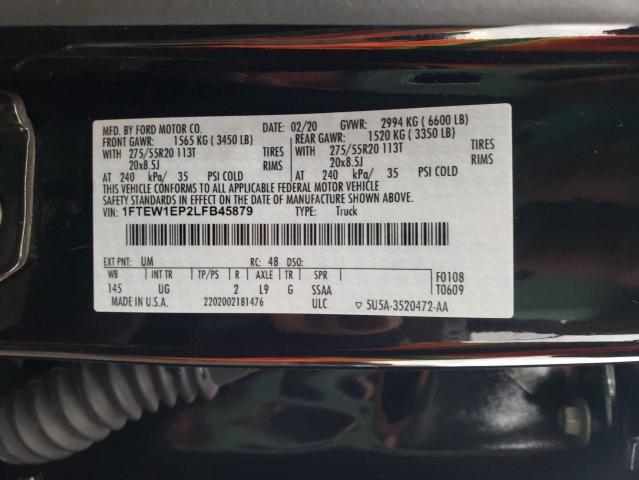 MFD. BY FORD MOTOR CO. DATE: 02/20 GVWR: 2994 KG ( 6600 LB)
FRONT GAWR: 1565 KG ( 3450 LB) REAR GAWR: 1520 KG ( 3350 LB)
WITH 275/55R20 113T TIRES WITH 275/55R20 113T TIRES
20x8.5J RIMS 20x8.5J RIMS
AT 240 kPa/ 35 PSI COLD AT 240 kPa/ 35 PSI COLD
THIS VEHICLE CONFORMS TO ALL APPLICABLE FEDERAL MOTOR VEHICLE
SAFETY STANDARDS IN EFFECT ON THE DATE OF MANUFACTURE SHOWN ABOVE.
VIN: 1FTEW1EP2LFB45879 TYPE: Truck
EXT PNT: UM RC: 48 DSO:
WB INT TR TP/PS R AXLE TR SPR F0108
145 UG 2 L9 G SSAA T0609
MADE IN U.S.A. 2202002181476 ULC ▽ 5U5A-3520472-AA